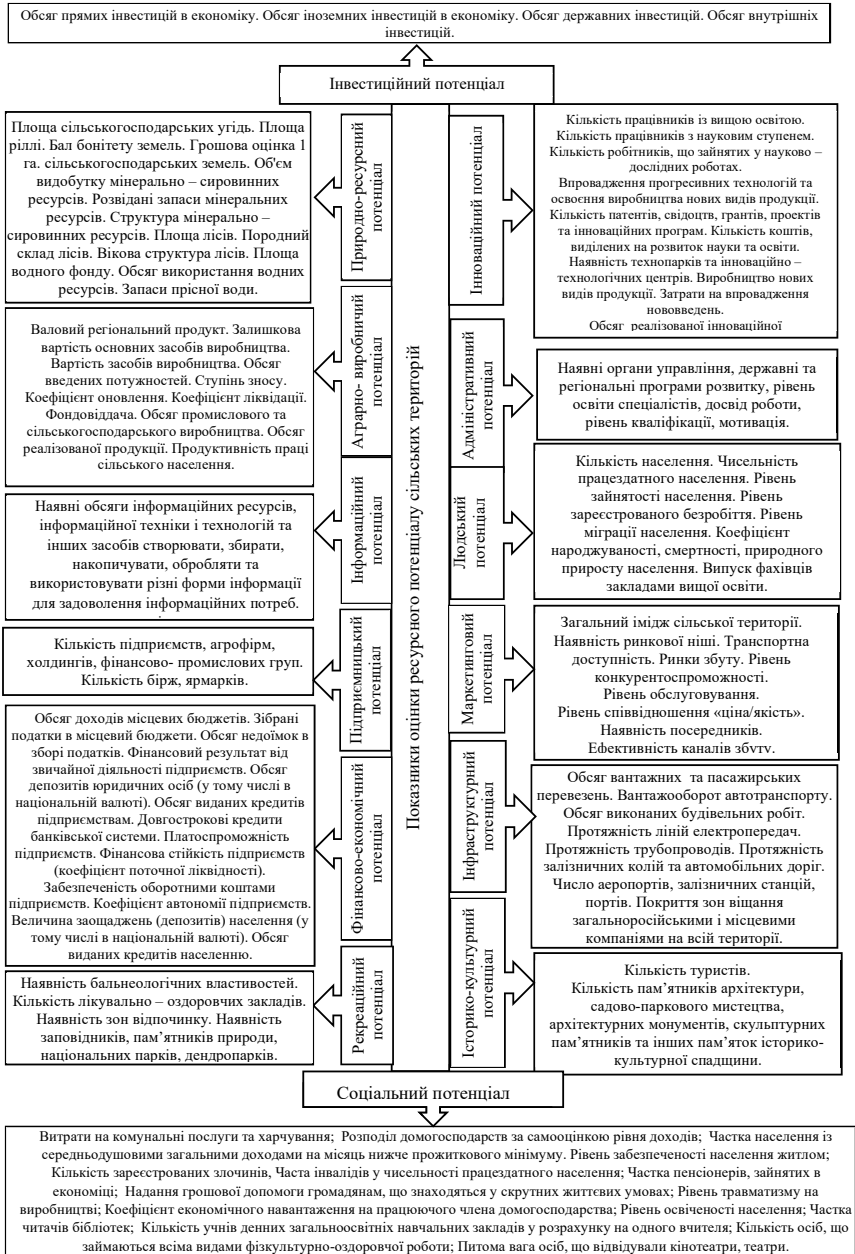 Обсяг прямих інвестицій в економіку. Обсяг іноземних інвестицій в економіку. Обсяг державних інвестицій. Обсяг внутрішніх
інвестицій.
Інвестиційний потенціал
Показники оцінки ресурсного потенціалу сільських територій
Природно-ресурсний
потенціал
Площа сільськогосподарських угідь. Площа
ріллі. Бал бонітету земель. Грошова оцінка 1
га. сільськогосподарських земель. Об'єм
видобутку мінерально – сировинних
ресурсів. Розвідані запаси мінеральних
ресурсів. Структура мінерально –
сировинних ресурсів. Площа лісів. Породний
склад лісів. Вікова структура лісів. Площа
водного фонду. Обсяг використання водних
ресурсів. Запаси прісної води.
Аграрно- виробничий
потенціал
Валовий регіональний продукт. Залишкова
вартість основних засобів виробництва.
Вартість засобів виробництва. Обсяг
введених потужностей. Ступінь зносу.
Коефіцієнт оновлення. Коефіцієнт ліквідації.
Фондовіддача. Обсяг промислового та
сільськогосподарського виробництва. Обсяг
реалізованої продукції. Продуктивність праці
сільського населення.
Інформаційний
потенціал
Наявні обсяги інформаційних ресурсів,
інформаційної техніки і технологій та
інших засобів створювати, збирати,
накопичувати, обробляти та
використовувати різні форми інформації
для задоволення інформаційних потреб.
Підприємницький
потенціал
Кількість підприємств, агрофірм,
холдингів, фінансово- промислових груп.
Кількість бірж, ярмарків.
Фінансово-економічний
потенціал
Обсяг доходів місцевих бюджетів. Зібрані
податки в місцевий бюджети. Обсяг недоїмок в
зборі податків. Фінансовий результат від
звичайної діяльності підприємств. Обсяг
депозитів юридичних осіб (у тому числі в
національній валюті). Обсяг виданих кредитів
підприємствам. Довгострокові кредити
банківської системи. Платоспроможність
підприємств. Фінансова стійкість підприємств
(коефіцієнт поточної ліквідності).
Забезпеченість оборотними коштами
підприємств. Коефіцієнт автономії підприємств.
Величина заощаджень (депозитів) населення (у
тому числі в національній валюті). Обсяг
виданих кредитів населенню.
Рекреаційний
потенціал
Наявність бальнеологічних властивостей.
Кількість лікувально – оздоровчих закладів.
Наявність зон відпочинку. Наявність
заповідників, пам’ятників природи,
національних парків, дендропарків.
Інноваційний потенціал
Кількість працівників із вищою освітою.
Кількість працівників з науковим ступенем.
Кількість робітників, що зайнятих у науково –
дослідних роботах.
Впровадження прогресивних технологій та
освоєння виробництва нових видів продукції.
Кількість патентів, свідоцтв, грантів, проектів
та інноваційних програм. Кількість коштів,
виділених на розвиток науки та освіти.
Наявність технопарків та інноваційно –
технологічних центрів. Виробництво нових
видів продукції. Затрати на впровадження
нововведень.
Обсяг реалізованої інноваційної
Адміністративний
потенціал
Наявні органи управління, державні та
регіональні програми розвитку, рівень
освіти спеціалістів, досвід роботи,
рівень кваліфікації, мотивація.
Людський
потенціал
Кількість населення. Чисельність
працездатного населення. Рівень
зайнятості населення. Рівень
зареєстрованого безробіття. Рівень
міграції населення. Коефіцієнт
народжуваності, смертності, природного
приросту населення. Випуск фахівців
закладами вищої освіти.
Маркетинговий
потенціал
Загальний імідж сільської території.
Наявність ринкової ніші. Транспортна
доступність. Ринки збуту. Рівень
конкурентоспроможності.
Рівень обслуговування.
Рівень співвідношення «ціна/якість».
Наявність посередників.
Ефективність каналів збуту.
Інфраструктурний
потенціал
Обсяг вантажних та пасажирських
перевезень. Вантажооборот автотранспорту.
Обсяг виконаних будівельних робіт.
Протяжність ліній електропередач.
Протяжність трубопроводів. Протяжність
залізничних колій та автомобільних доріг.
Число аеропортів, залізничних станцій,
портів. Покриття зон віщання
загальноросійськими і місцевими
компаніями на всій території.
Історико-культурний
потенціал
Кількість туристів.
Кількість пам’ятників архітектури,
садово-паркового мистецтва,
архітектурних монументів, скульптурних
пам’ятників та інших пам’яток історико-
культурної спадщини.
Соціальний потенціал
Витрати на комунальні послуги та харчування; Розподіл домогосподарств за самооцінкою рівня доходів; Частка населення із
середньодушовими загальними доходами на місяць нижче прожиткового мінімуму. Рівень забезпеченості населення житлом;
Кількість зареєстрованих злочинів, Часта інвалідів у чисельності працездатного населення; Частка пенсіонерів, зайнятих в
економіці; Надання грошової допомоги громадянам, що знаходяться у скрутних життєвих умовах; Рівень травматизму на
виробництві; Коефіцієнт економічного навантаження на працюючого члена домогосподарства; Рівень освіченості населення; Частка
читачів бібліотек; Кількість учнів денних загальноосвітніх навчальних закладів у розрахунку на одного вчителя; Кількість осіб, що
займаються всіма видами фізкультурно-оздоровчої роботи; Питома вага осіб, що відвідували кінотеатри, театри.